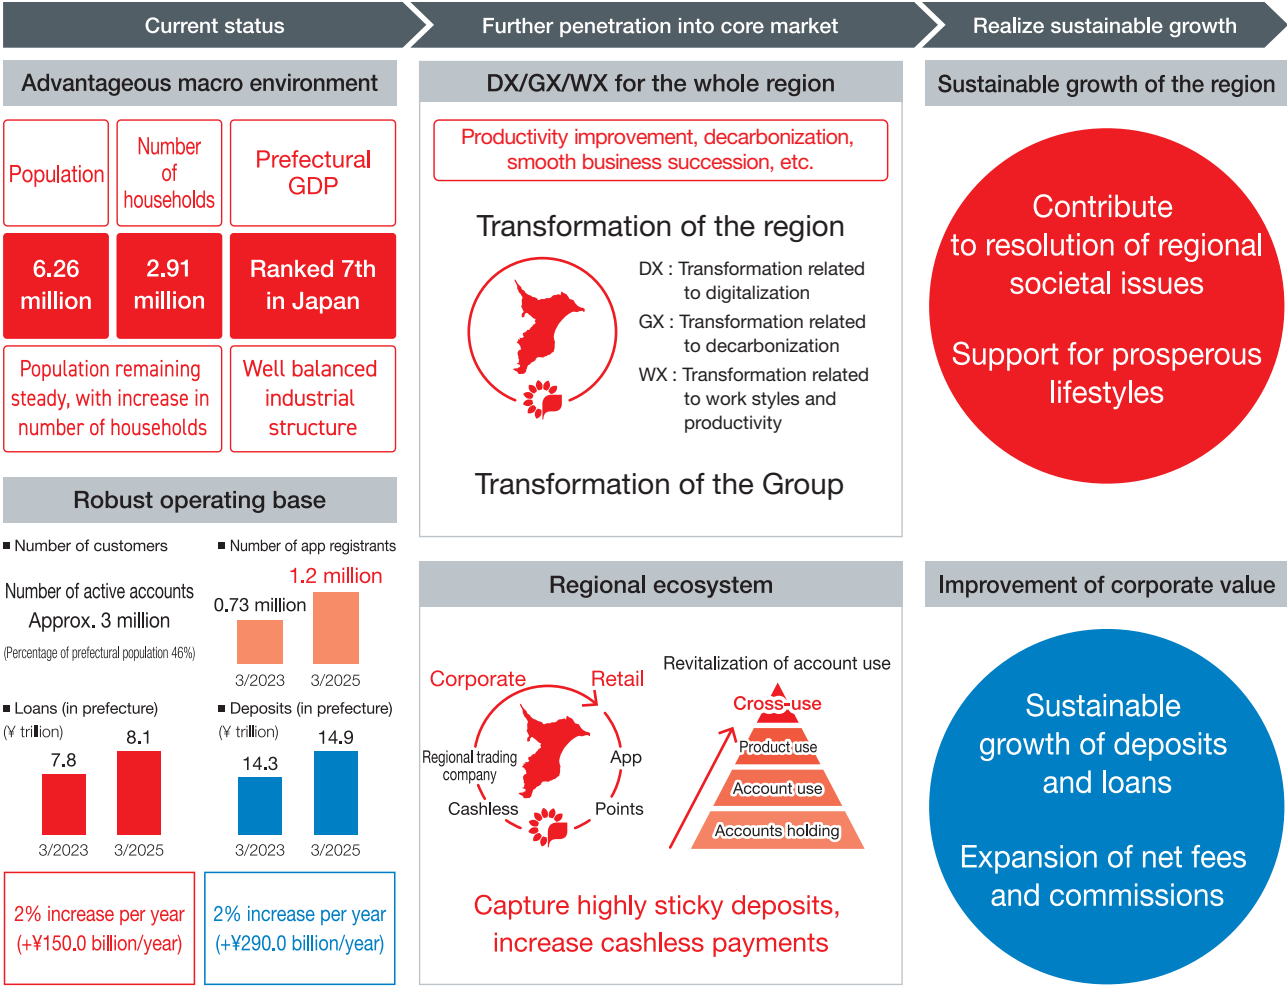 Current status
Further penetration into core market
Realize sustainable growth
Advantageous macro environment
Population
Number
of
households
Prefectural
GDP
6.26
million
2.91
million
Ranked 7th
in Japan
Population remaining
steady, with increase in
number of households
Well balanced
industrial
structure
Robust operating base
■ Number of customers
Number of active accounts
Approx. 3 million
(Percentage of prefectural population 46%)
■ Number of app registrants
1.2 million
0.73 million
3/2023
3/2025
■ Loans (in prefecture)
(¥ trillion)
8.1
7.8
3/2023
3/2025
■ Deposits (in prefecture)
(¥ trillion)
14.9
14.3
3/2023
3/2025
2% increase per year
(+¥150.0 billion/year)
2% increase per year
(+¥290.0 billion/year)
DX/GX/WX for the whole region
Productivity improvement, decarbonization,
smooth business succession, etc.
Transformation of the region
DX : Transformation related
to digitalization
GX : Transformation related
to decarbonization
WX : Transformation related
to work styles and
productivity
Transformation of the Group
Regional ecosystem
Corporate
Retail
Regional trading
company
App
Cashless
Points
Revitalization of account use
Cross-use
Product use
Account use
Accounts holding
Capture highly sticky deposits,
increase cashless payments
Sustainable growth of the region
Contribute
to resolution of regional
societal issues
Support for prosperous
lifestyles
Improvement of corporate value
Sustainable
growth of deposits
and loans
Expansion of net fees
and commissions